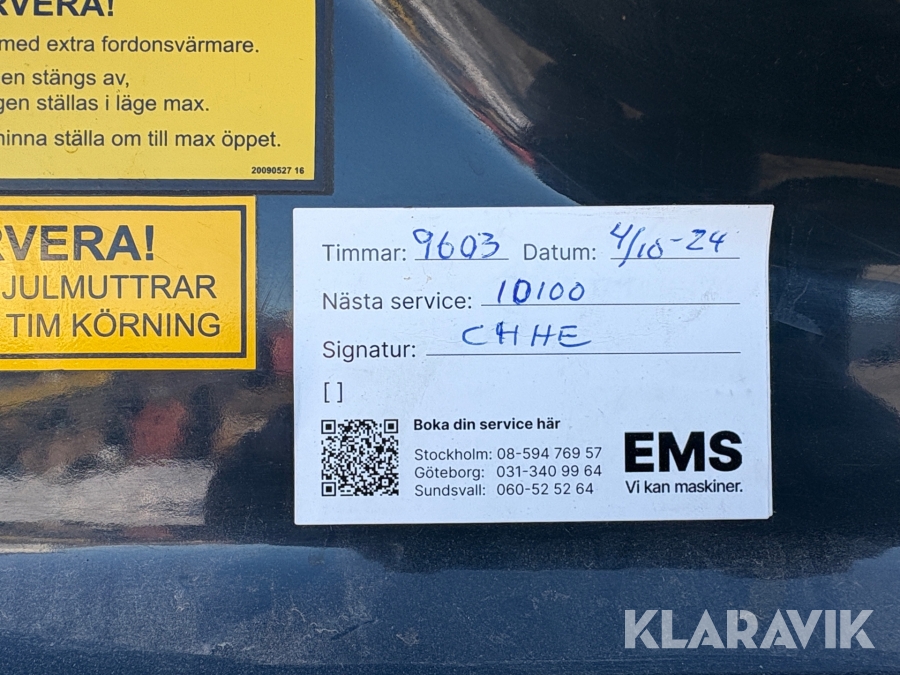 RVERA!
med extra fordonsvärmare.
en stängs av,
gen ställas i läge max.
ninna ställa om till max öppet.
20090527 16
RVERA!
JULMUTTRAR
TIM KÖRNING
Timmar: 9603 Datum: 4/10-24
Nästa service: 10100
Signatur: CHHE
[ ]
Boka din service här
Stockholm: 08-594 769 57
Göteborg: 031-340 99 64
Sundsvall: 060-52 52 64
EMS
Vi kan maskiner.
KLARAVIK